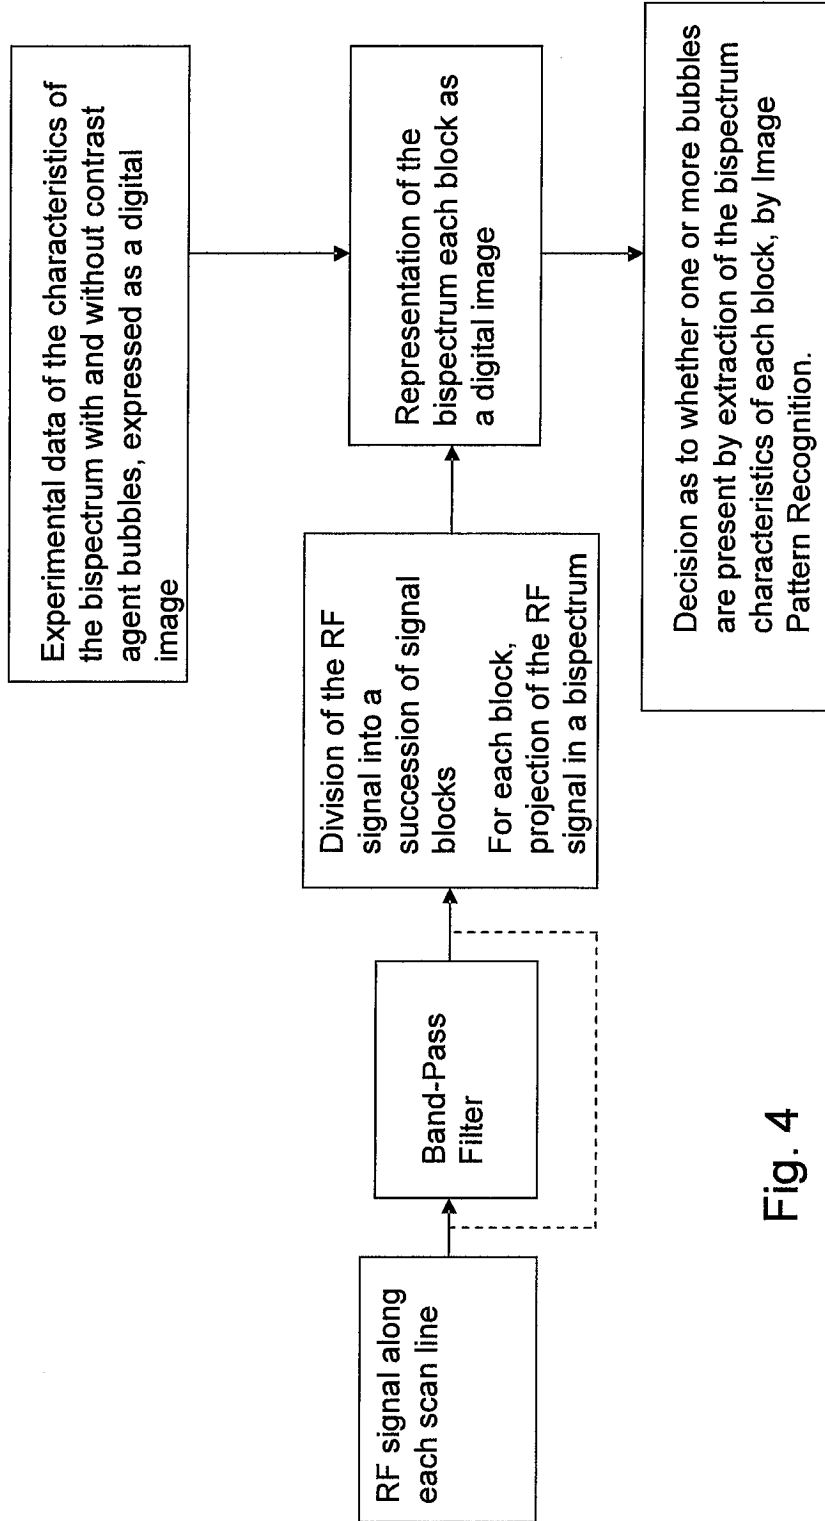 Experimental data of the characteristics of
the bispectrum with and without contrast
agent bubbles, expressed as a digital
image
RF signal along
each scan line
Band-Pass
Filter
Division of the RF
signal into a
succession of signal
blocks
For each block,
projection of the RF
signal in a bispectrum
Representation of the
bispectrum each block as
a digital image
Decision as to whether one or more bubbles
are present by extraction of the bispectrum
characteristics of each block, by Image
Pattern Recognition.
Fig. 4